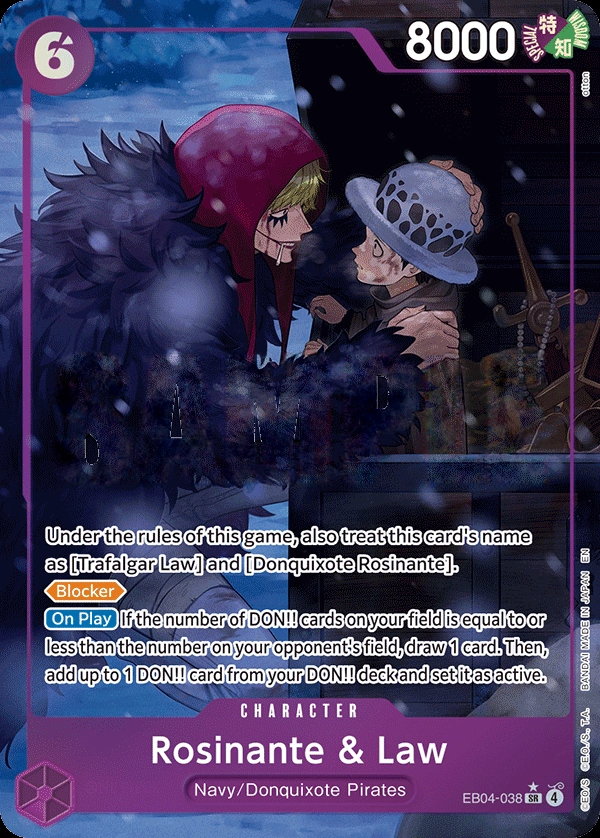 6
8000
特
知
SPECIAL
WISDOM
otton
Under the rules of this game, also treat this card's name
as [Trafalgar Law] and [Donquixote Rosinante].
Blocker
On Play If the number of DON!! cards on your field is equal to or
less than the number on your opponent's field, draw 1 card. Then,
add up to 1 DON!! card from your DON!! deck and set it as active.
CHARACTER
Rosinante & Law
Navy/Donquixote Pirates
EB04-038 SR 4
©E.O/S ©E.O./S., T.A. BANDAI MADE IN JAPAN EN